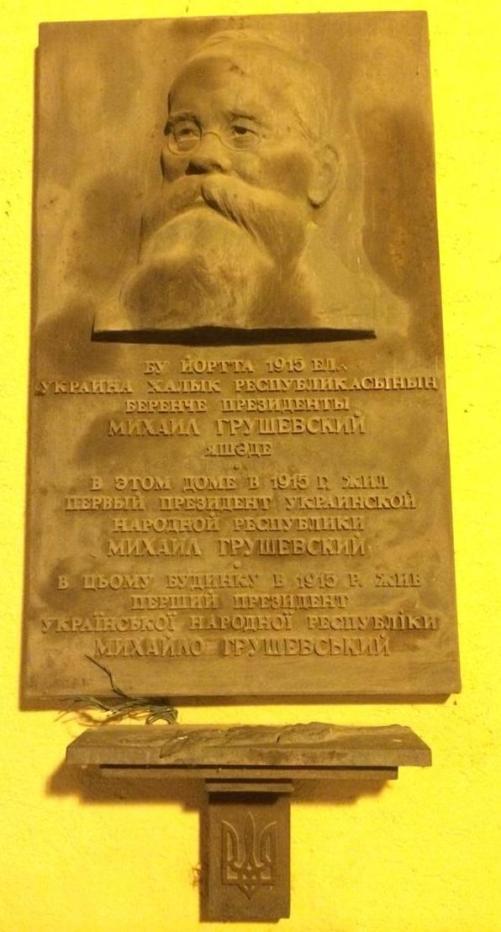 БУ ЙОРТТА 1915 ЕЛ..
УКРАИНА ХАЛЫК РЕСПУБЛИКАСЫНЫҢ
БЕРЕНЧЕ ПРЕЗИДЕНТЫ
МИХАИЛ ГРУШЕВСКИЙ
ЯШӘДЕ
В ЭТОМ ДОМЕ В 1915 Г. ЖИЛ
ПЕРВЫЙ ПРЕЗИДЕНТ УКРАИНСКОЙ
НАРОДНОЙ РЕСПУБЛИКИ
МИХАИЛ ГРУШЕВСКИЙ
В ЦЬОМУ БУДИНКУ В 1915 Р. ЖИВ
ПЕРШИЙ ПРЕЗИДЕНТ
УКРАЇНСЬКОЇ НАРОДНОЇ РЕСПУБЛІКИ
МИХАЙЛО ГРУШЕВСЬКИЙ